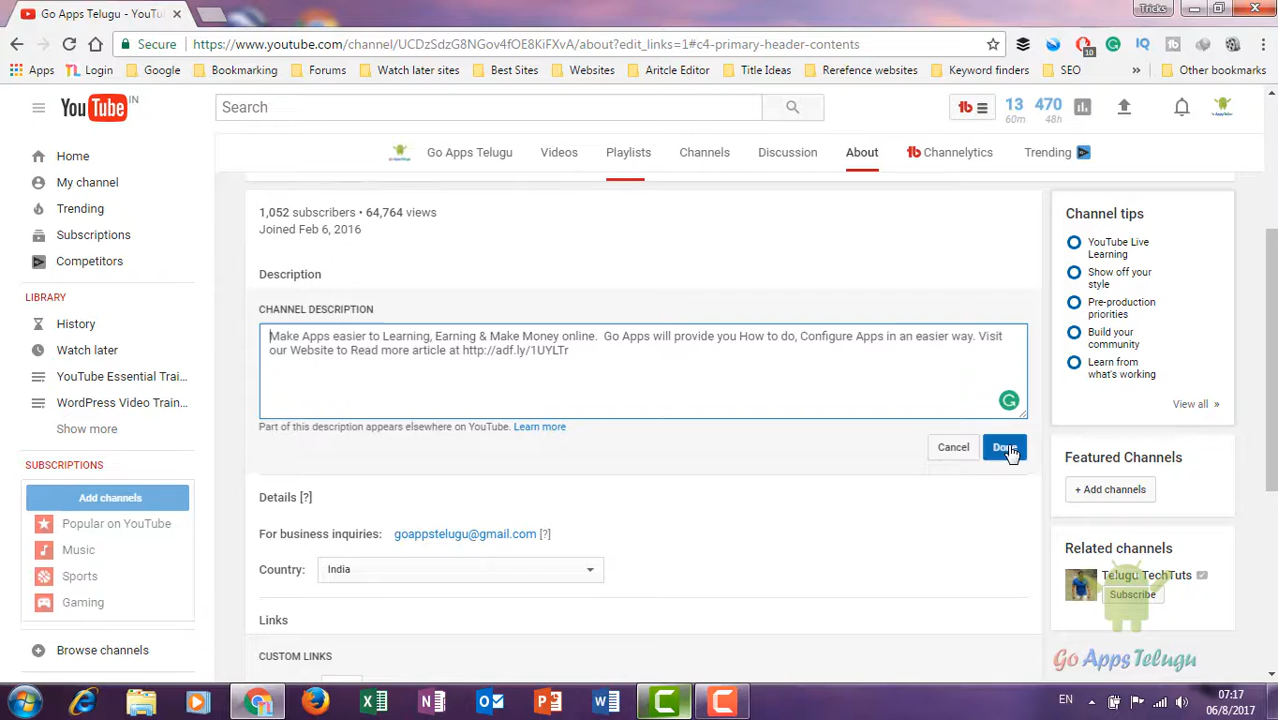 Go Apps Telugu - YouTu
Tricks
Secure
https://www.youtube.com/channel/UCDzSdzG8NGov4fOE8KiFXvA/about?edit_links=1#c4-primary-header-contents
10
Apps
Login
Google
Bookmarking
Forums
Watch later sites
Best Sites
Websites
Aritcle Editor
Title Ideas
Rerefence websites
Keyword finders
SEO
»
Other bookmarks
YouTube IN
Search
13
60m
470
48h
Go Apps Telugu
Videos
Playlists
Channels
Discussion
About
Channelytics
Trending
Home
My channel
Trending
Subscriptions
Competitors
LIBRARY
History
Watch later
YouTube Essential Trai...
WordPress Video Train...
Show more
SUBSCRIPTIONS
Add channels
Popular on YouTube
Music
Sports
Gaming
Browse channels
1,052 subscribers • 64,764 views
Joined Feb 6, 2016
Description
CHANNEL DESCRIPTION
Make Apps easier to Learning, Earning & Make Money online.  Go Apps will provide you How to do, Configure Apps in an easier way. Visit
our Website to Read more article at http://adf.ly/1UYLTr
Part of this description appears elsewhere on YouTube. Learn more
Cancel
Done
Details [?]
For business inquiries: goappstelugu@gmail.com [?]
Country: India
Links
CUSTOM LINKS
Channel tips
YouTube Live
Learning
Show off your
style
Pre-production
priorities
Build your
community
Learn from
what's working
View all »
Featured Channels
+ Add channels
Related channels
Telugu TechTuts
Subscribe
Go Apps Telugu
EN
07:17
06/8/2017